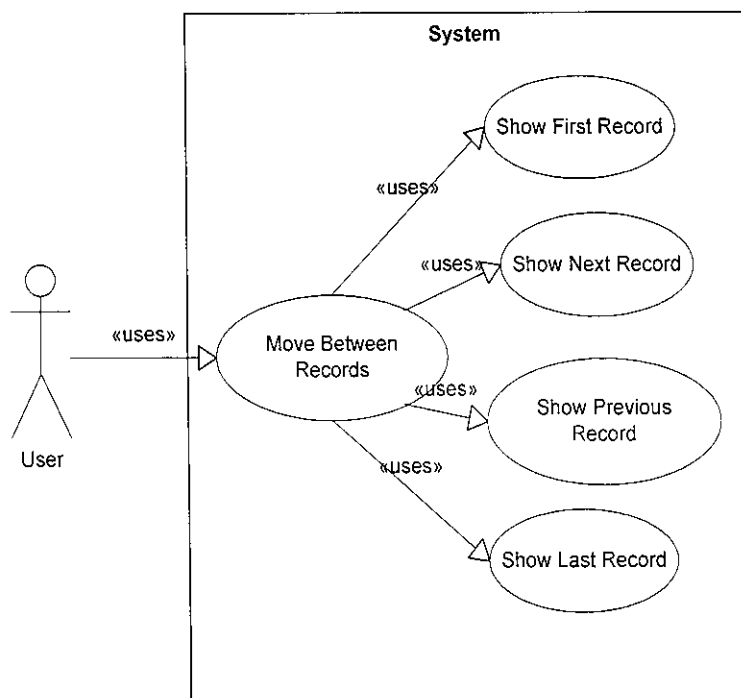 System
Show First Record
«uses»
«uses»
Show Next Record
«uses»
Move Between
Records
«uses»
Show Previous
Record
User
«uses»
Show Last Record